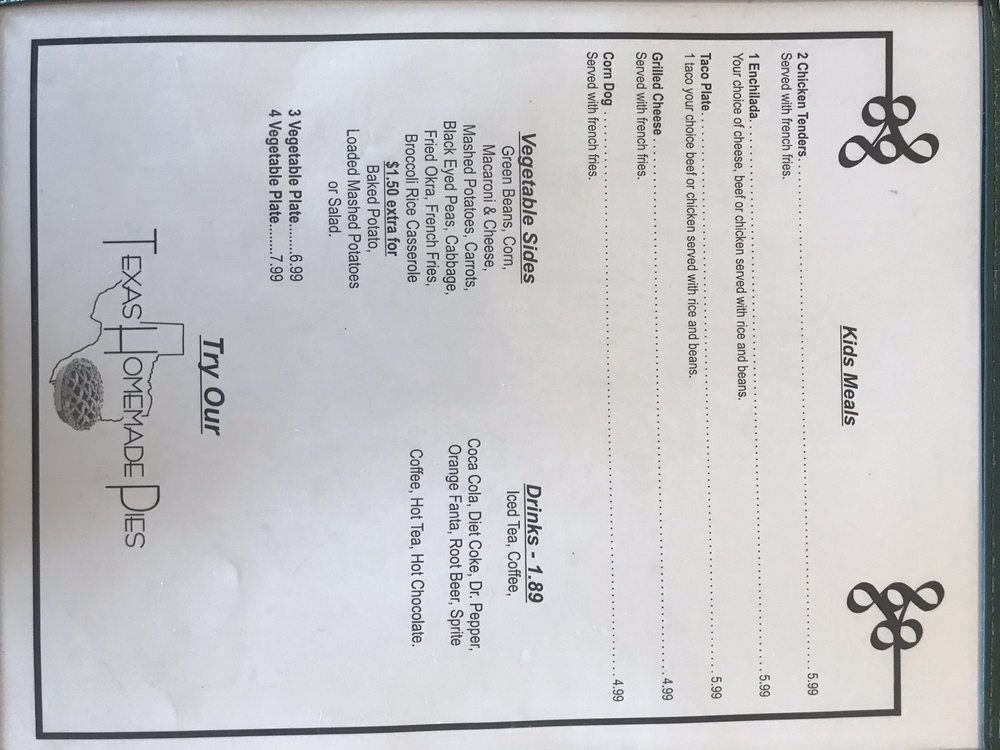 Kids Meals
2 Chicken Tenders . . . . . . . . . . . . . . . . . . . . 5.99
Served with french fries.
1 Enchilada. . . . . . . . . . . . . . . . . . . . 5.99
Your choice of cheese, beef or chicken served with rice and beans.
Taco Plate . . . . . . . . . . . . . . . . . . . . 5.99
1 taco your choice beef or chicken served with rice and beans.
Grilled Cheese . . . . . . . . . . . . . . . . . . . . 4.99
Served with french fries.
Corn Dog . . . . . . . . . . . . . . . . . . . . 4.99
Served with french fries.
Vegetable Sides
Green Beans, Corn,
Macaroni & Cheese,
Mashed Potatoes, Carrots,
Black Eyed Peas, Cabbage,
Fried Okra, French Fries,
Broccoli Rice Casserole
$1.50 extra for
Baked Potato,
Loaded Mashed Potatoes
or Salad.
3 Vegetable Plate........6.99
4 Vegetable Plate........7.99
Drinks - 1.89
Iced Tea, Coffee,
Coca Cola, Diet Coke, Dr. Pepper,
Orange Fanta, Root Beer, Sprite
Coffee, Hot Tea, Hot Chocolate.
Try Our
TEXAS HOMEMADE PIES